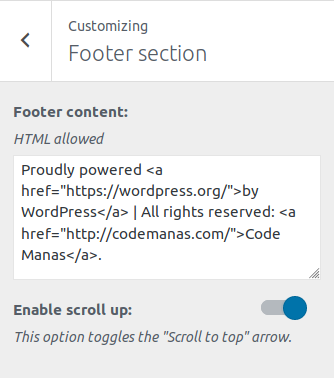 Customizing
Footer section
Footer content:
HTML allowed
Proudly powered <a
href="https://wordpress.org/">by
WordPress</a> | All rights reserved: <a
href="http://codemanas.com/">Code
Manas</a>.
Enable scroll up:
This option toggles the "Scroll to top" arrow.